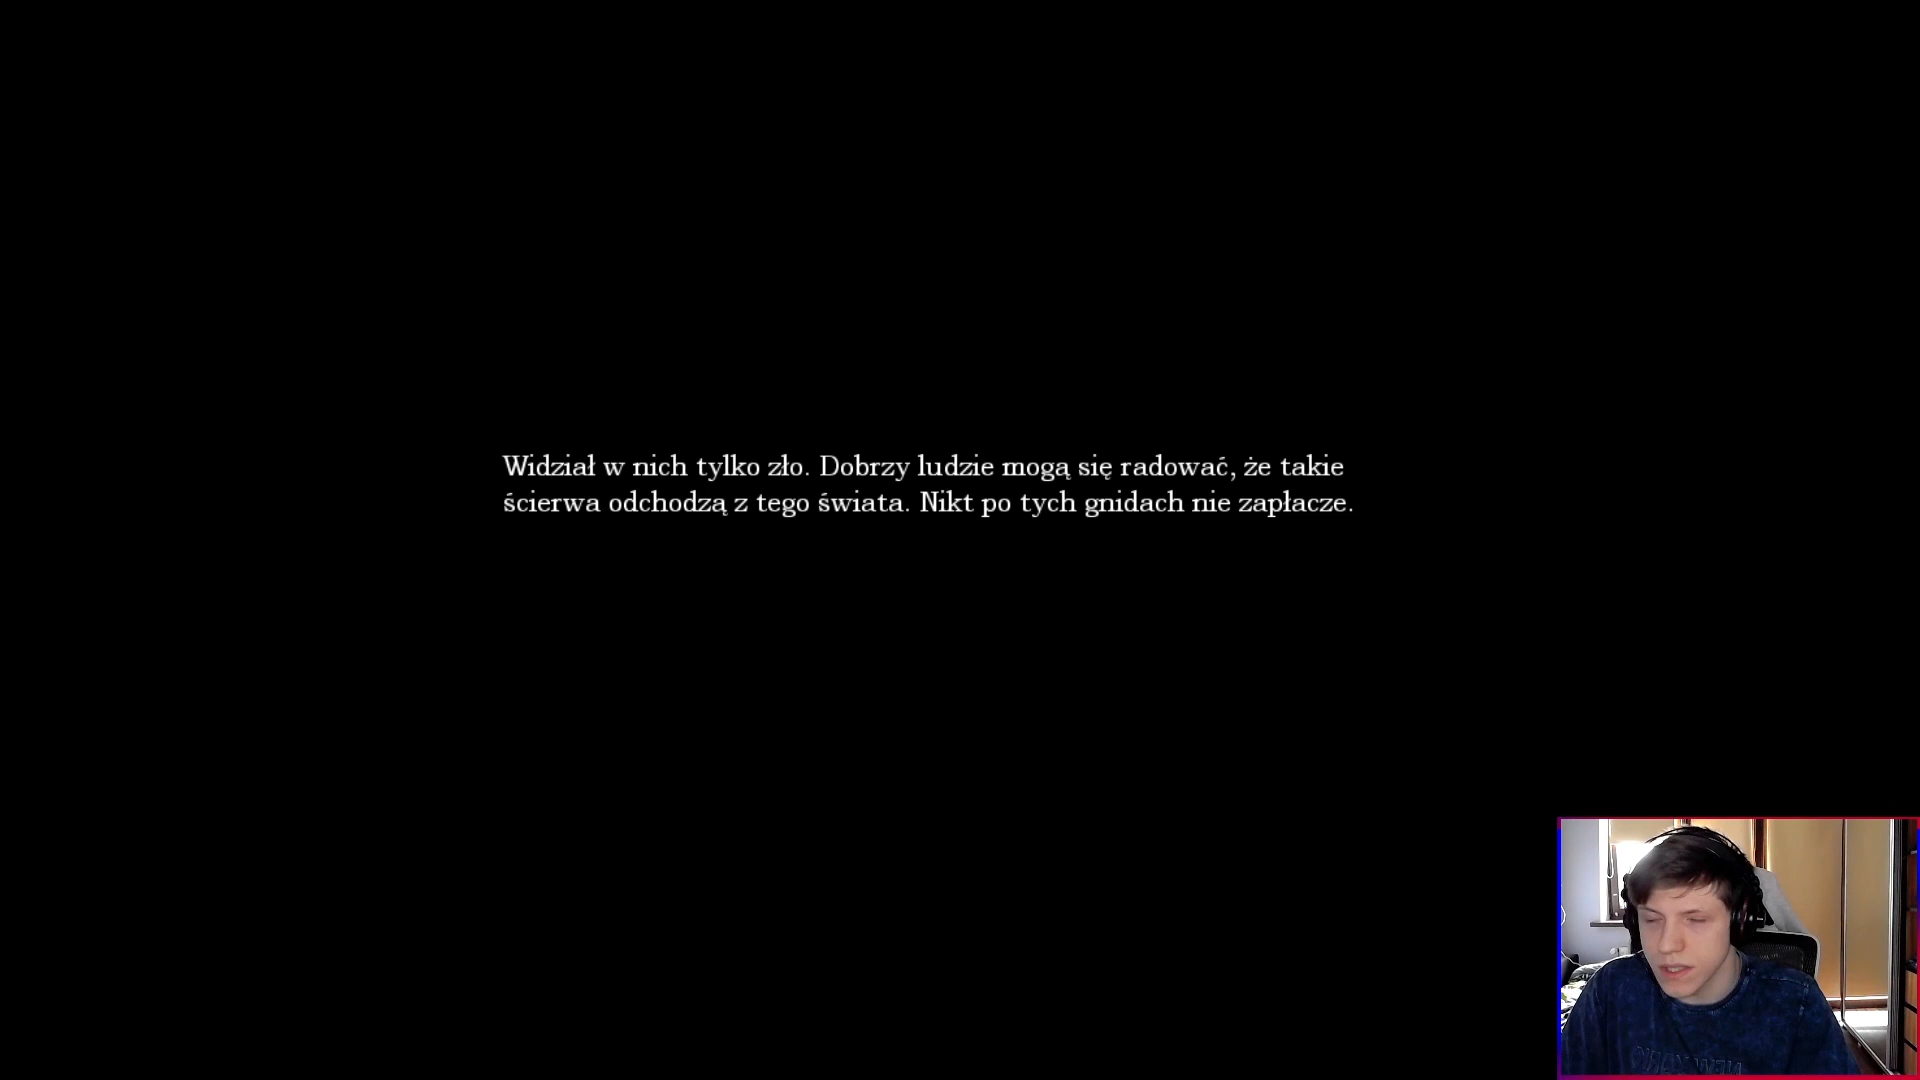 Widział w nich tylko zło. Dobrzy ludzie mogą się radować, że takie
ścierwa odchodzą z tego świata. Nikt po tych gnidach nie zapłacze.